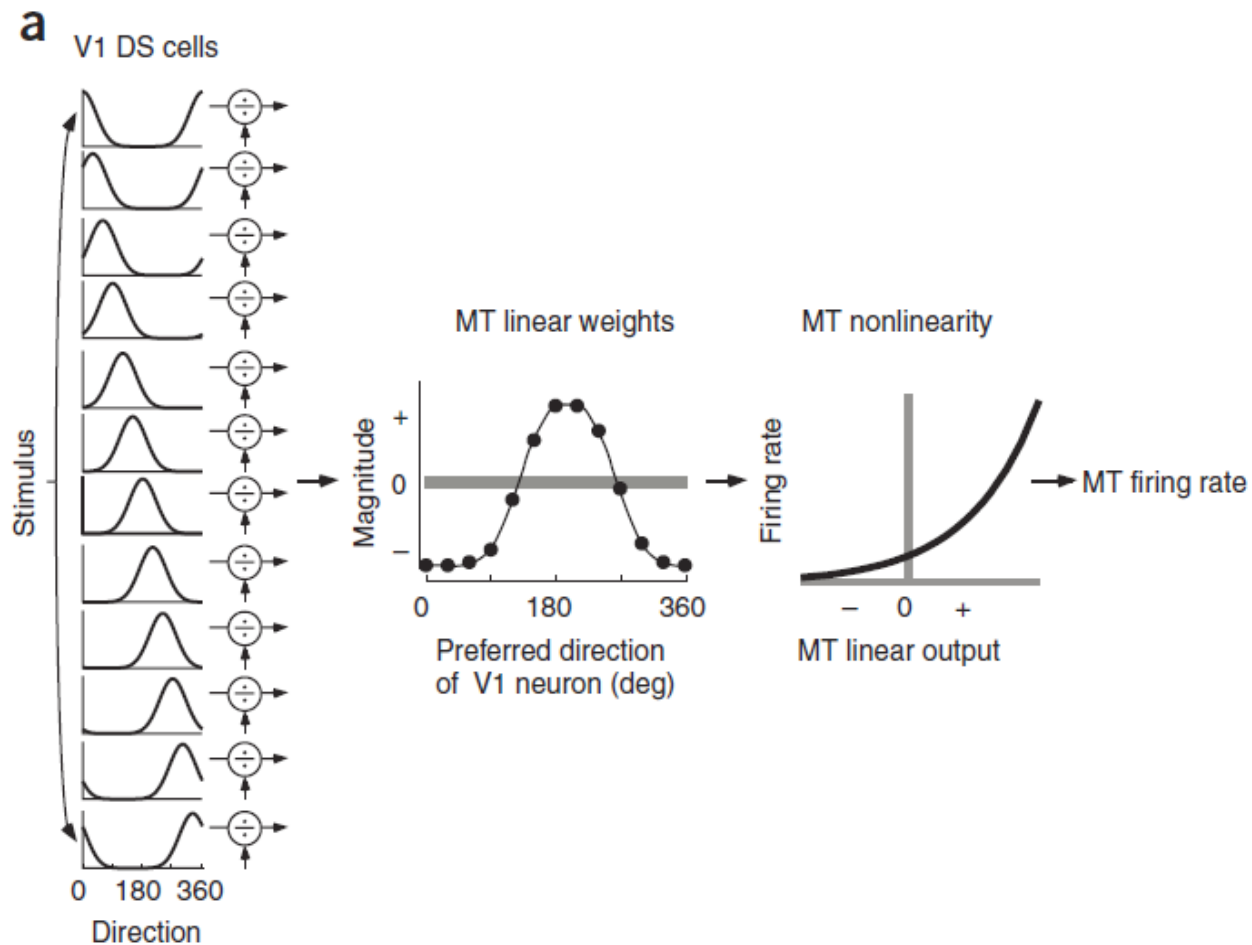 a
V1 DS cells
÷
÷
÷
÷
÷
÷
÷
÷
÷
÷
÷
÷
Stimulus
0 180 360
Direction
MT linear weights
Magnitude
+
0
–
0 180 360
Preferred direction
of V1 neuron (deg)
MT nonlinearity
Firing rate
– 0 +
MT linear output
MT firing rate